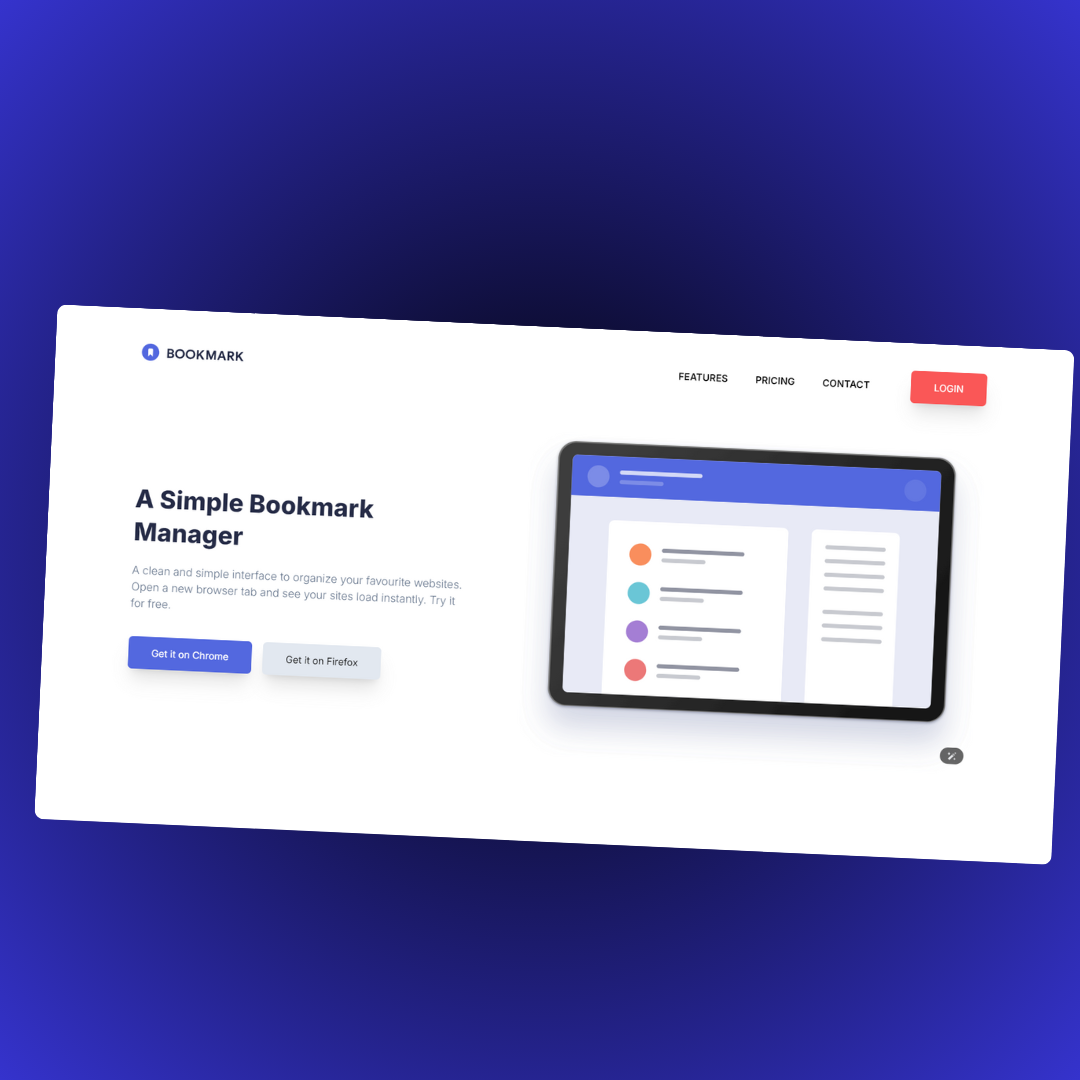 BOOKMARK
FEATURES PRICING CONTACT LOGIN
A Simple Bookmark
Manager
A clean and simple interface to organize your favourite websites.
Open a new browser tab and see your sites load instantly. Try it
for free.
Get it on Chrome Get it on Firefox